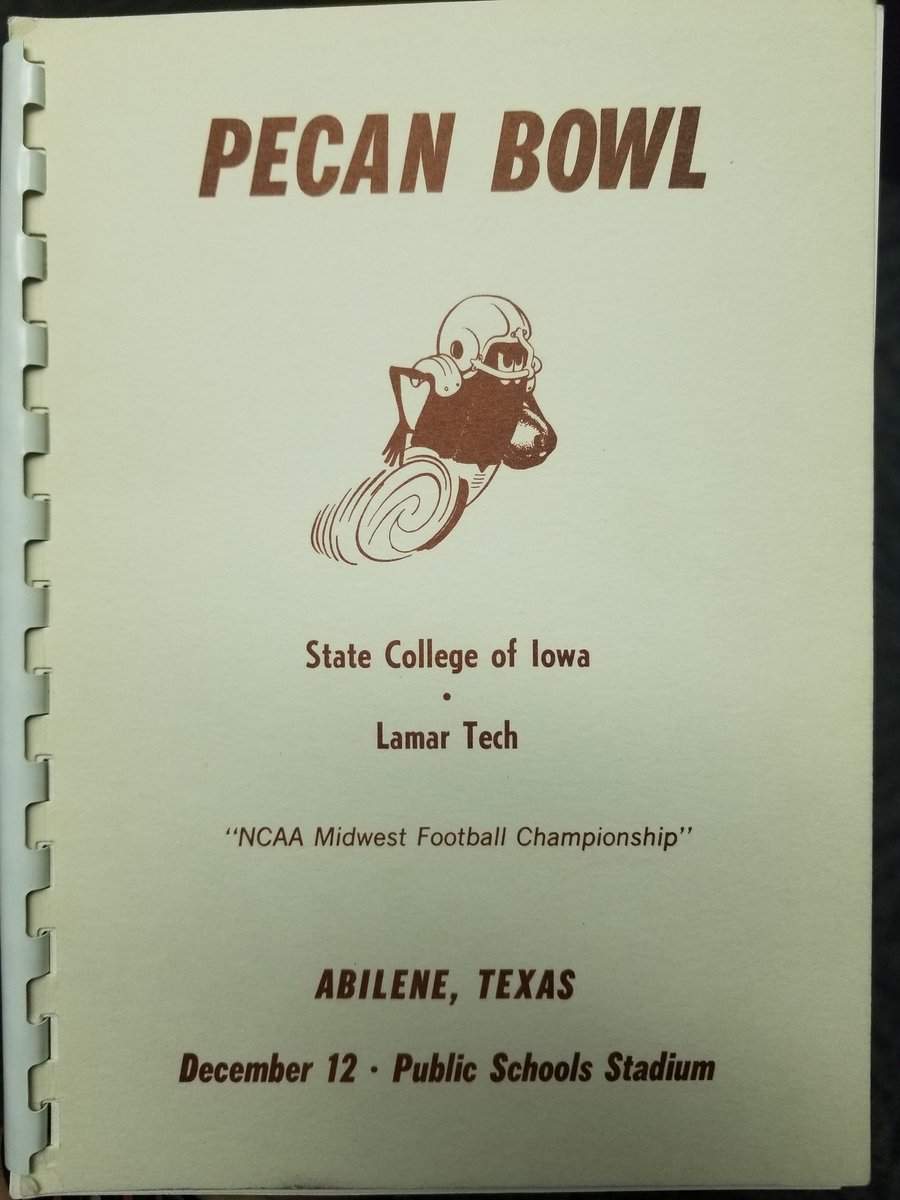 PECAN BOWL
State College of Iowa
•
Lamar Tech
"NCAA Midwest Football Championship"
ABILENE, TEXAS
December 12 • Public Schools Stadium